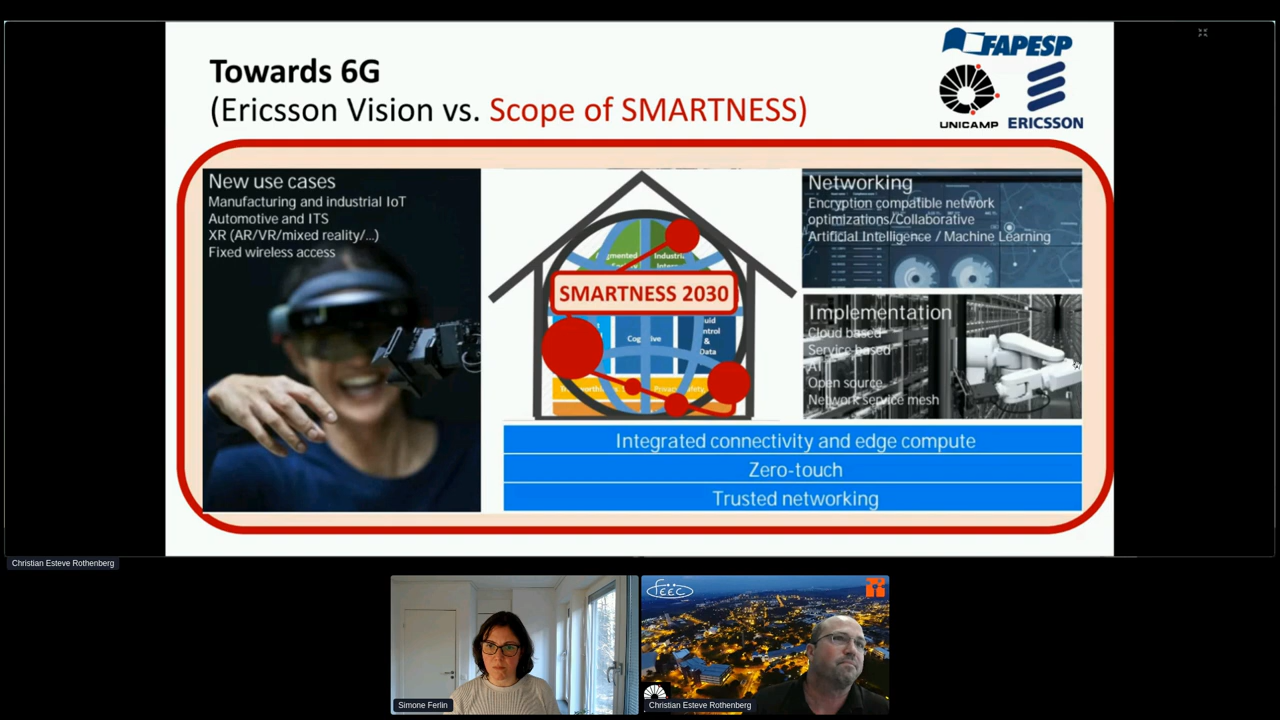 Towards 6G
(Ericsson Vision vs. Scope of SMARTNESS)
FAPESP
UNICAMP
ERICSSON
New use cases
Manufacturing and industrial IoT
Automotive and ITS
XR (AR/VR/mixed reality/...)
Fixed wireless access
SMARTNESS 2030
&
Data
Networking
Encryption compatible network
optimizations/Collaborative
Artificial Intelligence / Machine Learning
Implementation
Cloud based
Service based
AI
Open source
Network service mesh
Integrated connectivity and edge compute
Zero-touch
Trusted networking
Christian Esteve Rothenberg
FEEC
Simone Ferlin
Christian Esteve Rothenberg